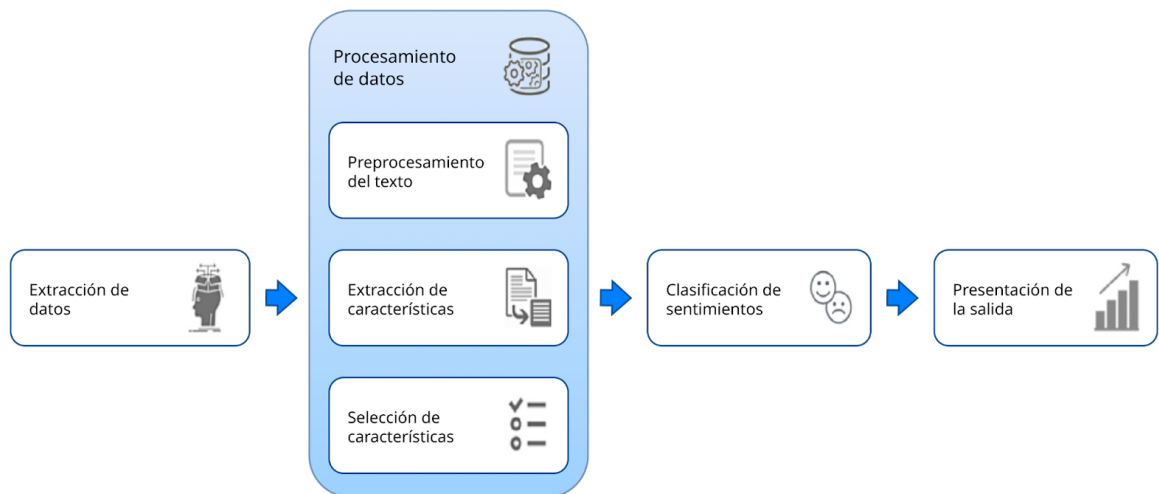 Procesamiento
de datos
Preprocesamiento
del texto
Extracción de
datos
Extracción de
características
Clasificación de
sentimientos
Presentación de
la salida
Selección de
características